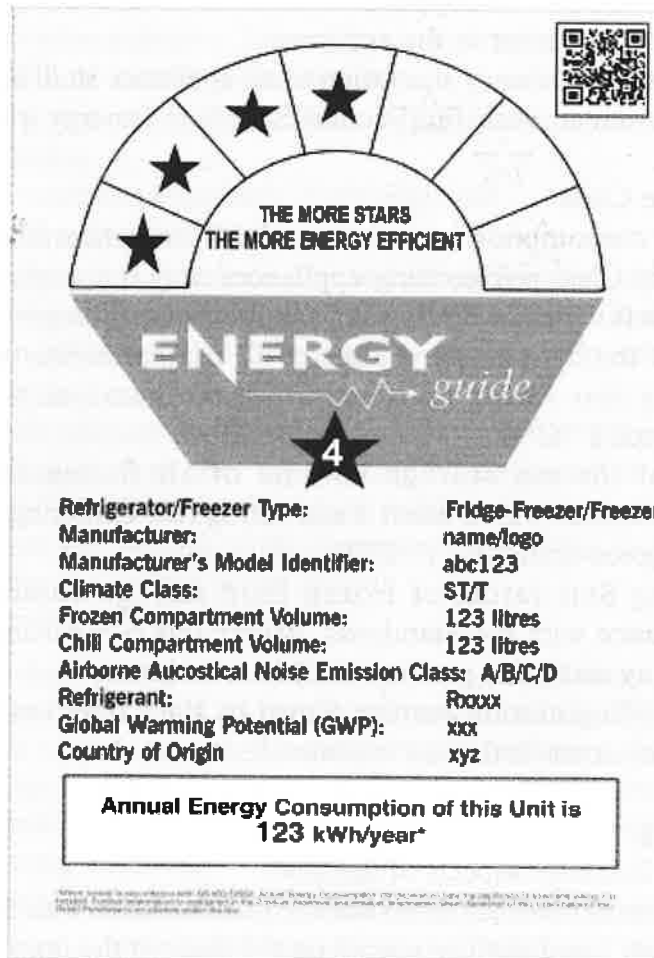 THE MORE STARS
THE MORE ENERGY EFFICIENT
ENERGY
guide
4
Refrigerator/Freezer Type: Fridge-Freezer/Freezer
Manufacturer: name/logo
Manufacturer's Model Identifier: abc123
Climate Class: ST/T
Frozen Compartment Volume: 123 litres
Chill Compartment Volume: 123 litres
Airborne Aucostical Noise Emission Class: A/B/C/D
Refrigerant: Rxxxx
Global Warming Potential (GWP): xxx
Country of Origin xyz
Annual Energy Consumption of this Unit is
123 kWh/year*